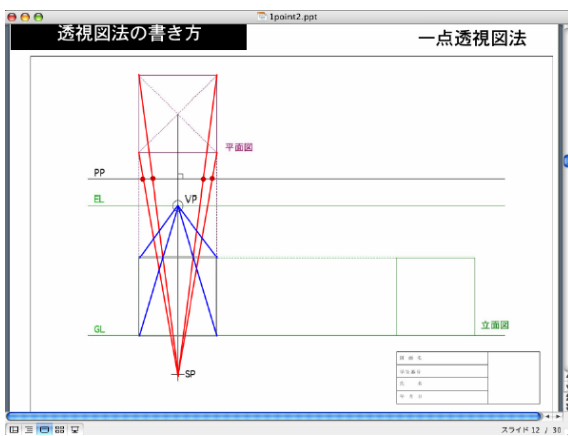 1point2.ppt
透視図法の書き方
一点透視図法
平面図
PP
EL
VP
GL
立面図
SP
スライド 12 / 30